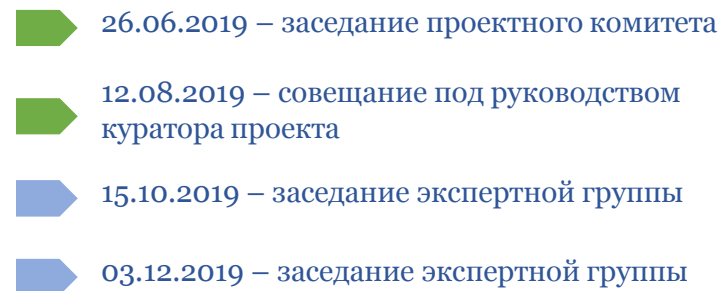 26.06.2019 – заседание проектного комитета
12.08.2019 – совещание под руководством
куратора проекта
15.10.2019 – заседание экспертной группы
03.12.2019 – заседание экспертной группы